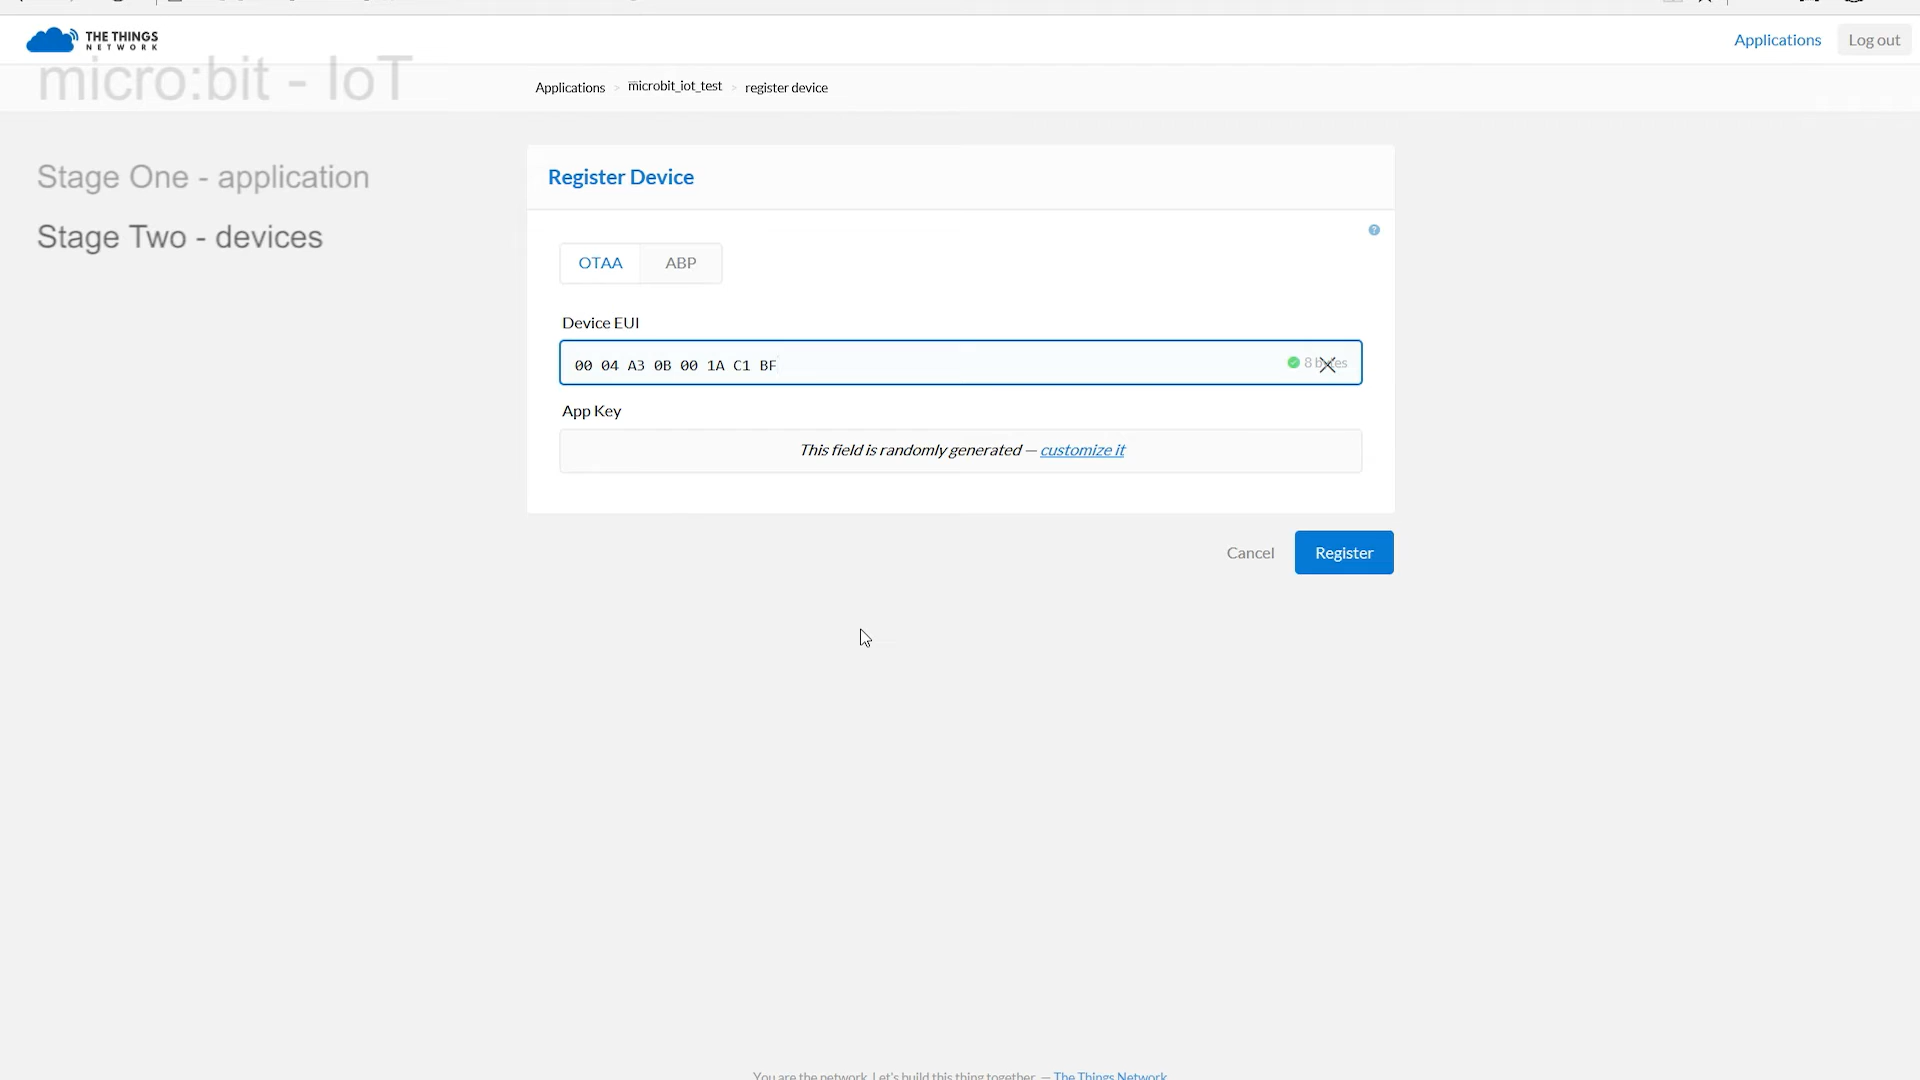 THE THINGS
NETWORK
Applications
Log out
micro:bit - IoT
Applications > microbit_iot_test > register device
Stage One - application
Stage Two - devices
Register Device
?
OTAA
ABP
Device EUI
00 04 A3 0B 00 1A C1 BF
8 bytes
App Key
This field is randomly generated — customize it
Cancel
Register
You are the network. Let's build this thing together. — The Things Network